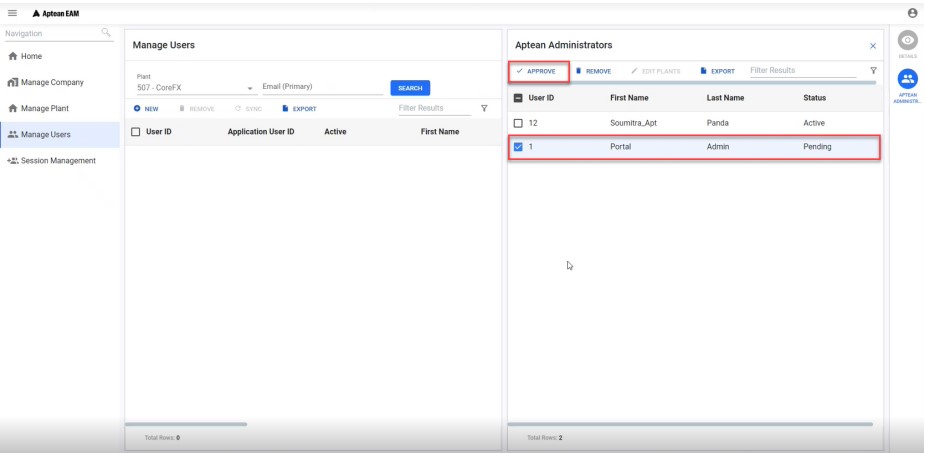 Aptean EAM
Navigation
Home
Manage Company
Manage Plant
Manage Users
Session Management
Manage Users
Plant
507 - CoreFX
Email (Primary)
SEARCH
NEW REMOVE SYNC EXPORT Filter Results
User ID Application User ID Active First Name
Total Rows: 0
Aptean Administrators
APPROVE REMOVE EDIT PLANTS EXPORT Filter Results
User ID First Name Last Name Status
12 Soumitra_Apt Panda Active
1 Portal Admin Pending
Total Rows: 2
DETAILS
APTEAN
ADMINISTR...